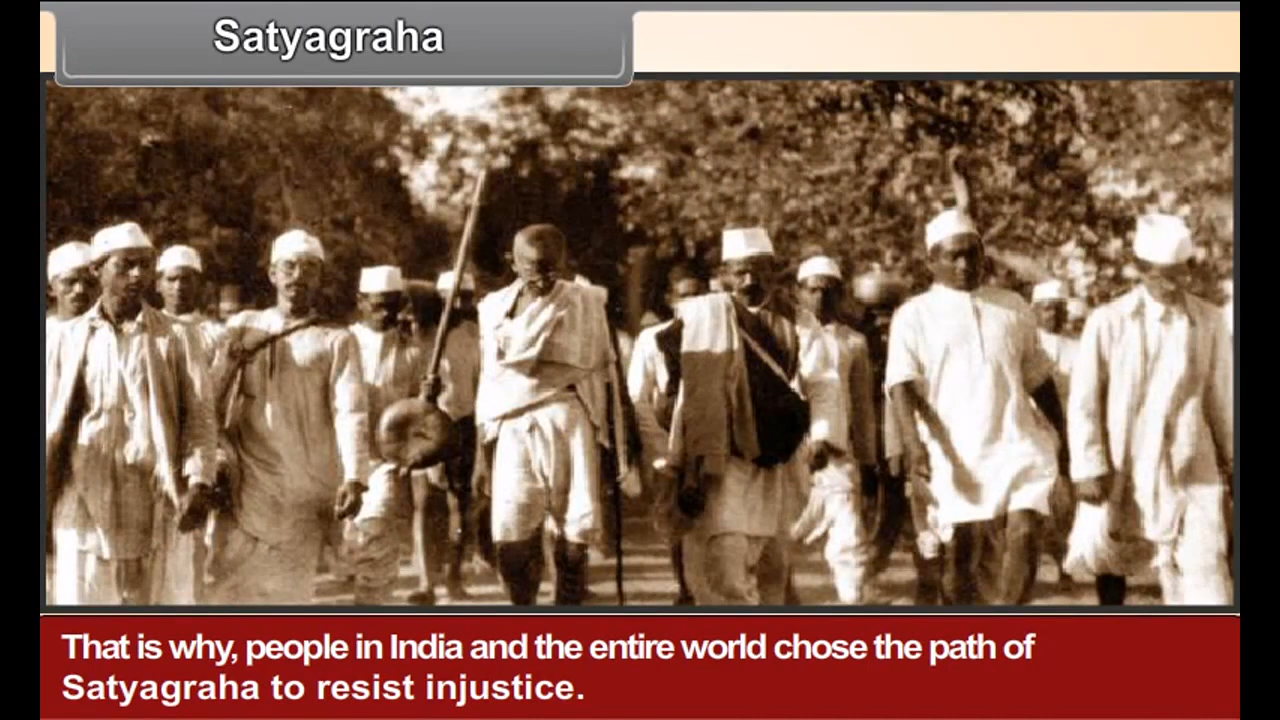 Satyagraha
That is why, people in India and the entire world chose the path of
Satyagraha to resist injustice.